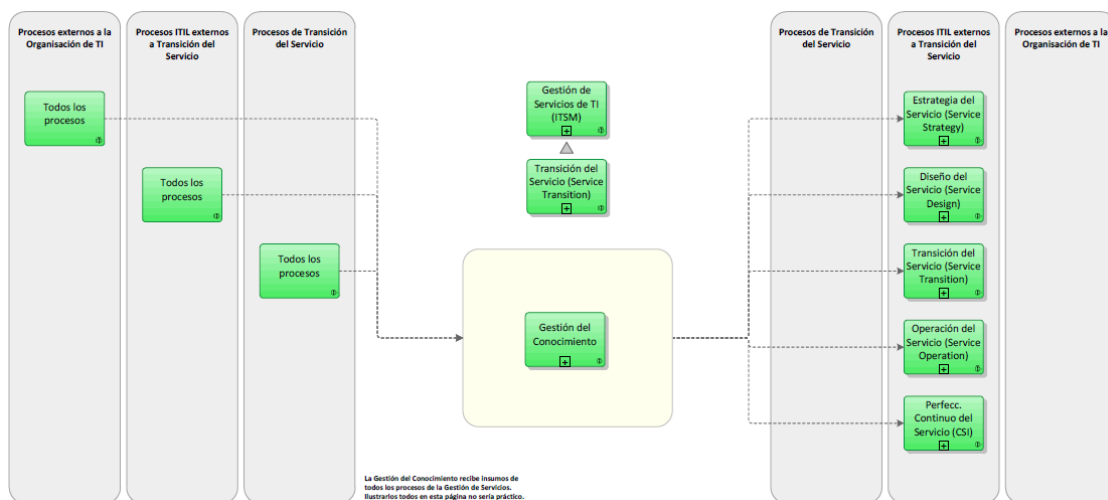 Procesos externos a la
Organisación de TI
Procesos ITIL externos
a Transición del
Servicio
Procesos de Transición
del Servicio
Procesos de Transición
del Servicio
Procesos ITIL externos
a Transición del
Servicio
Procesos externos a la
Organisación de TI
Todos los
procesos
Todos los
procesos
Todos los
procesos
Gestión de
Servicios de TI
(ITSM)
Transición del
Servicio (Service
Transition)
Gestión del
Conocimiento
Estrategia del
Servicio (Service
Strategy)
Diseño del
Servicio (Service
Design)
Transición del
Servicio (Service
Transition)
Operación del
Servicio (Service
Operation)
Perfecc.
Continuo del
Servicio (CSI)
La Gestión del Conocimiento recibe insumos de
todos los procesos de la Gestión de Servicios.
Ilustrarlos todos en esta página no sería práctico.